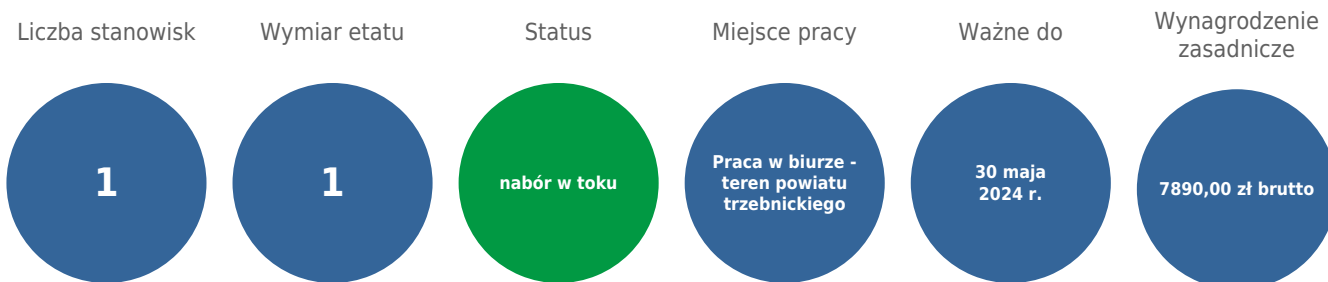 Liczba stanowisk
1
Wymiar etatu
1
Status
nabór w toku
Miejsce pracy
Praca w biurze -
teren powiatu
trzebnickiego
Ważne do
30 maja
2024 r.
Wynagrodzenie
zasadnicze
7890,00 zł brutto